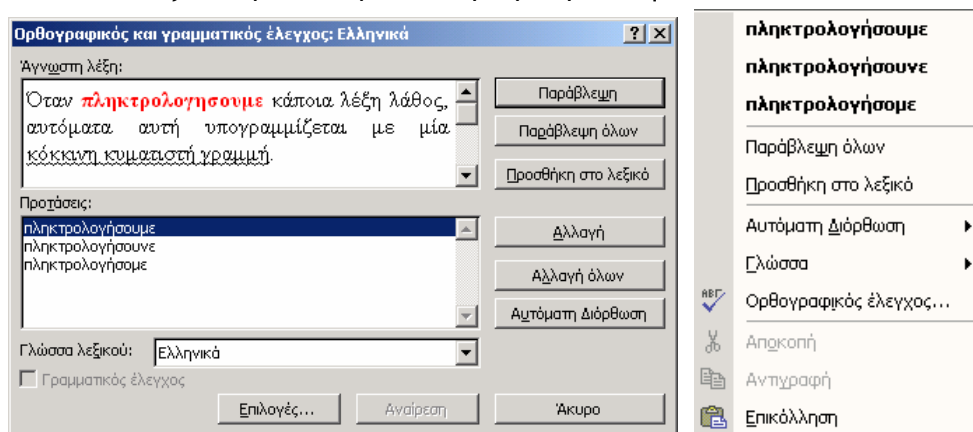 Ορθογραφικός και γραμματικός έλεγχος: Ελληνικά
Άγνωστη λέξη:
Όταν πληκτρολογησουμε κάποια λέξη λάθος,
αυτόματα αυτή υπογραμμίζεται με μία
κόκκινη κυματιστή γραμμή.
Παράβλεψη
Παράβλεψη όλων
Προσθήκη στο λεξικό
Προτάσεις:
πληκτρολογήσουμε
πληκτρολογήσουνε
πληκτρολογήσομε
Αλλαγή
Αλλαγή όλων
Αυτόματη Διόρθωση
Γλώσσα λεξικού: Ελληνικά
Γραμματικός έλεγχος
Επιλογές... Αναίρεση Άκυρο
πληκτρολογήσουμε
πληκτρολογήσουνε
πληκτρολογήσομε
Παράβλεψη όλων
Προσθήκη στο λεξικό
Αυτόματη Διόρθωση
Γλώσσα
ΑΒΓ Ορθογραφικός έλεγχος...
Αποκοπή
Αντιγραφή
Επικόλληση